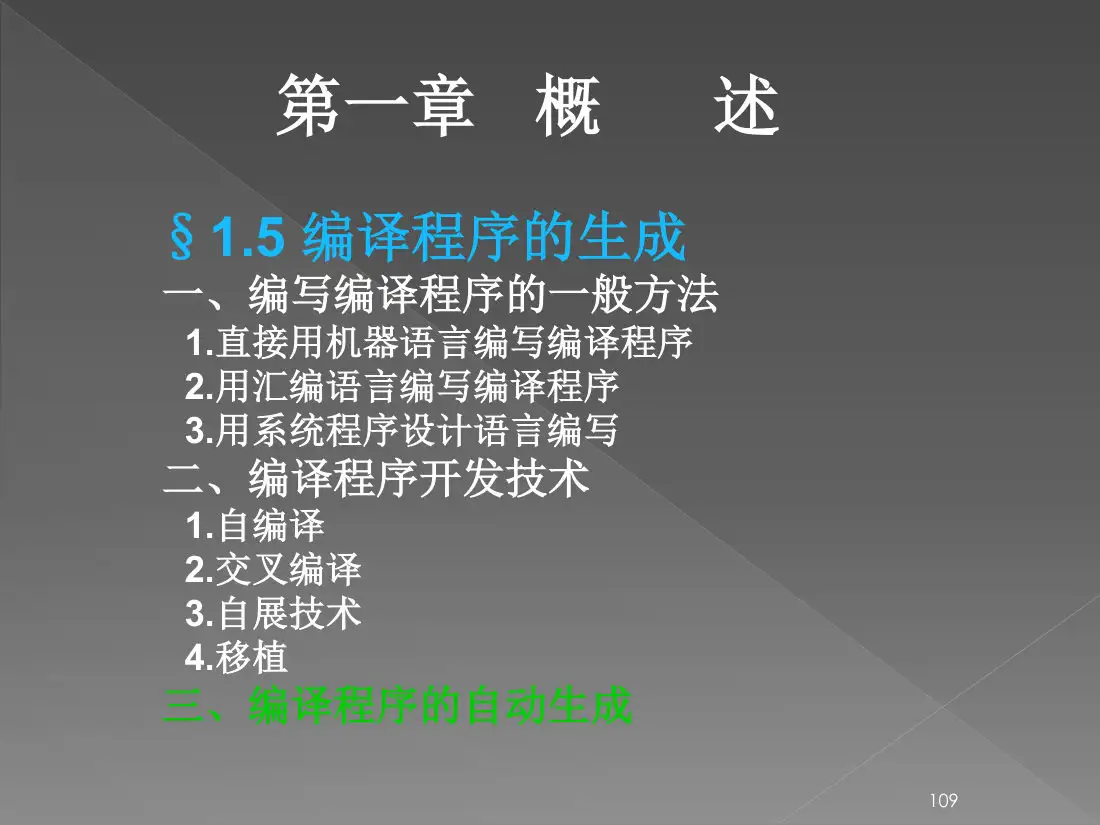 第一章 概 述
§1.5 编译程序的生成
一、编写编译程序的一般方法
1.直接用机器语言编写编译程序
2.用汇编语言编写编译程序
3.用系统程序设计语言编写
二、编译程序开发技术
1.自编译
2.交叉编译
3.自展技术
4.移植
三、编译程序的自动生成
109